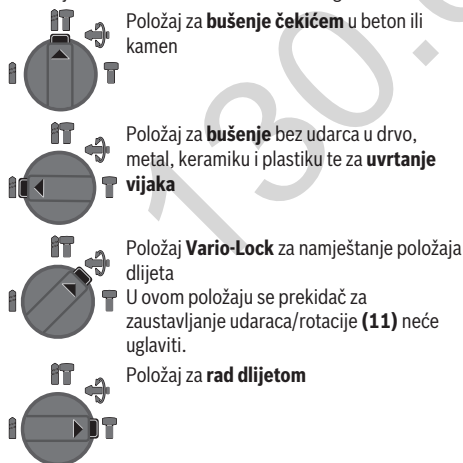 Položaj za bušenje čekićem u beton ili
kamen
Položaj za bušenje bez udarca u drvo,
metal, keramiku i plastiku te za uvrtanje
vijaka
Položaj Vario-Lock za namještanje položaja
dlijeta
U ovom položaju se prekidač za
zaustavljanje udaraca/rotacije (11) neće
uglaviti.
Položaj za rad dlijetom